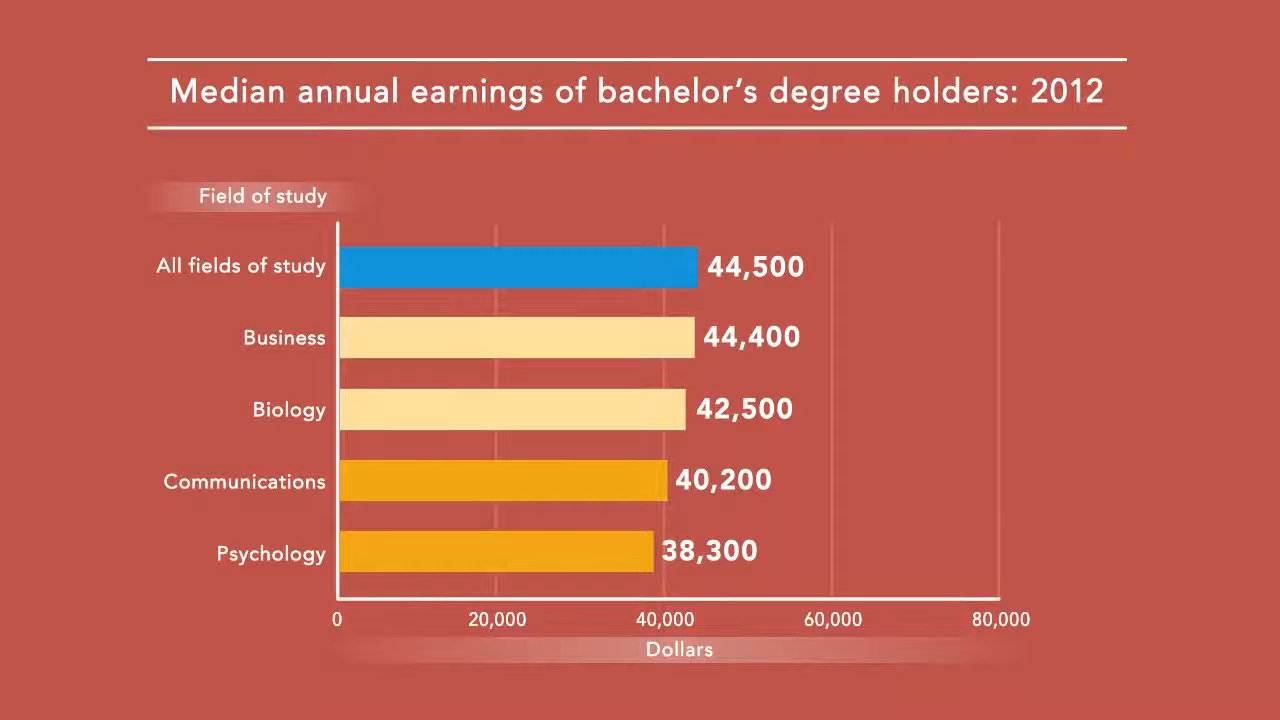 Median annual earnings of bachelor’s degree holders: 2012
Field of study
All fields of study 44,500
Business 44,400
Biology 42,500
Communications 40,200
Psychology 38,300
0 20,000 40,000 60,000 80,000
Dollars